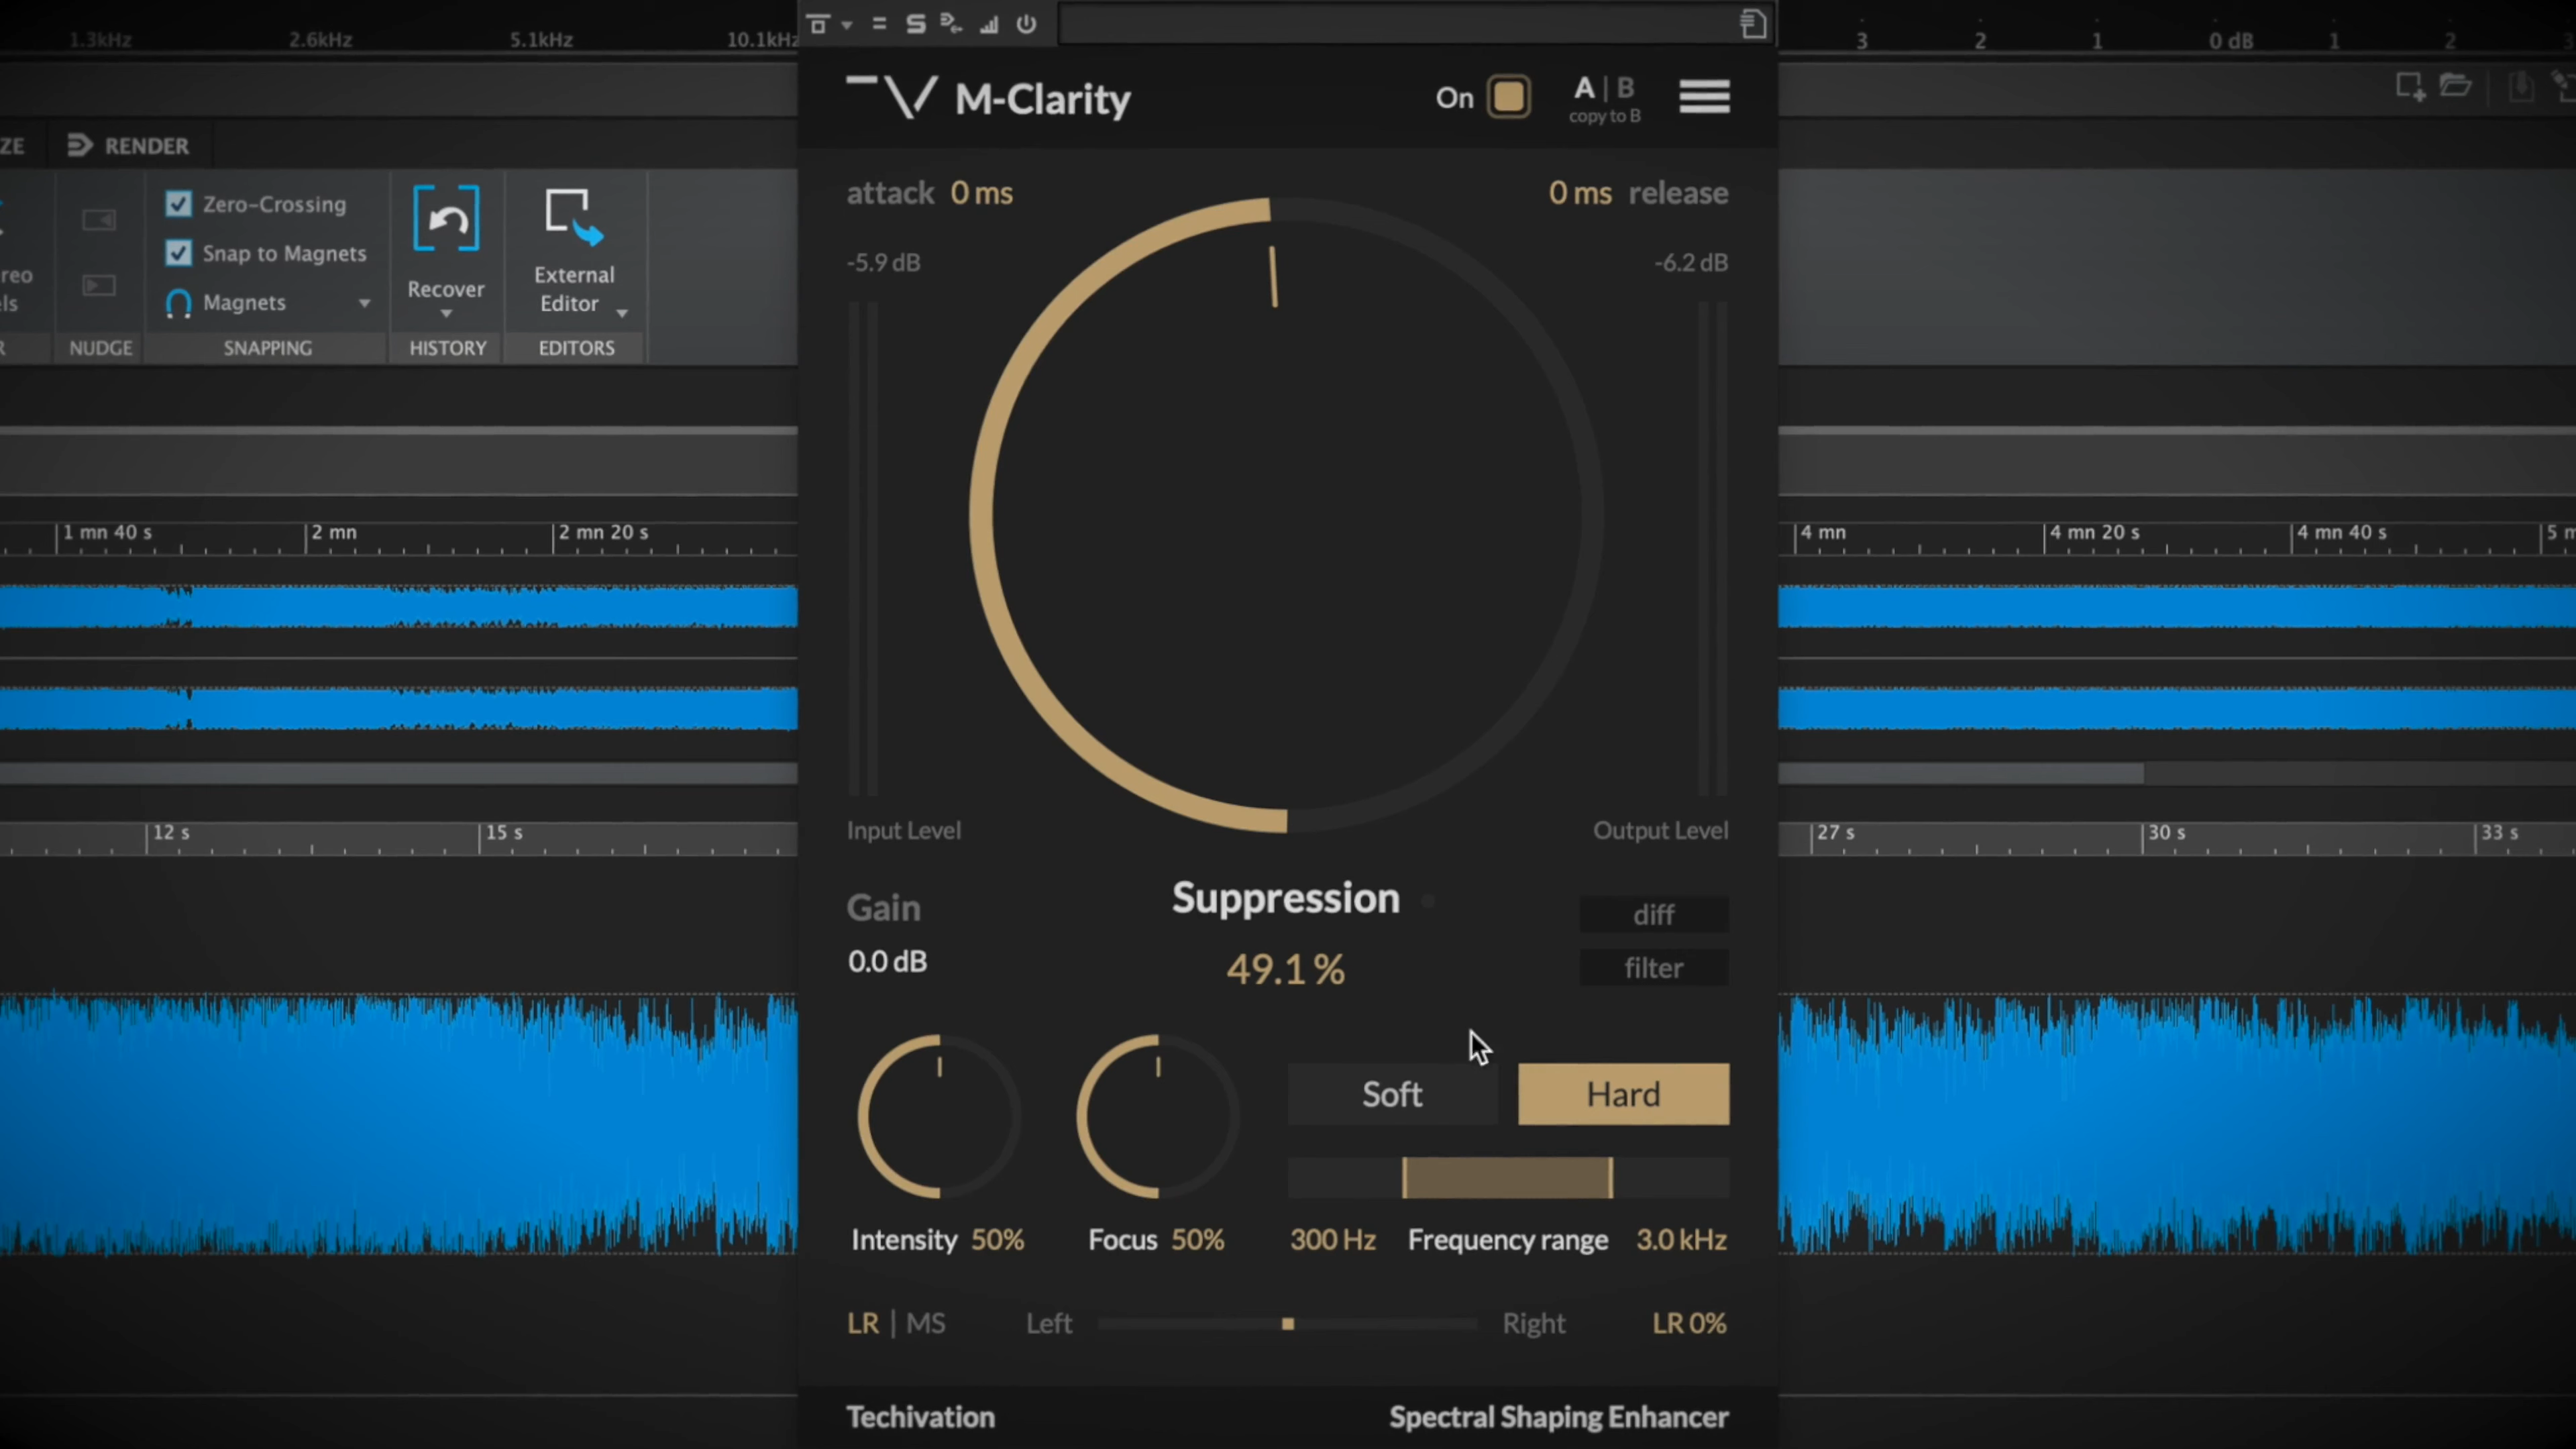 1.3kHz 2.6kHz 5.1kHz 10.1kHz
3 2 1 0 dB 1 2 3
M-Clarity
On
A | B
copy to B
ZE
RENDER
attack 0 ms
0 ms release
Zero-Crossing
Snap to Magnets
Magnets
Recover
External
Editor
reo
els
R
NUDGE
SNAPPING
HISTORY
EDITORS
-5.9 dB
-6.2 dB
1 mn 40 s
2 mn
2 mn 20 s
4 mn
4 mn 20 s
4 mn 40 s
5 m
Input Level
Output Level
12 s
15 s
27 s
30 s
33 s
Gain
0.0 dB
Suppression
49.1 %
diff
filter
Soft
Hard
Intensity 50%
Focus 50%
300 Hz Frequency range 3.0 kHz
LR | MS
Left
Right
LR 0%
Techivation
Spectral Shaping Enhancer